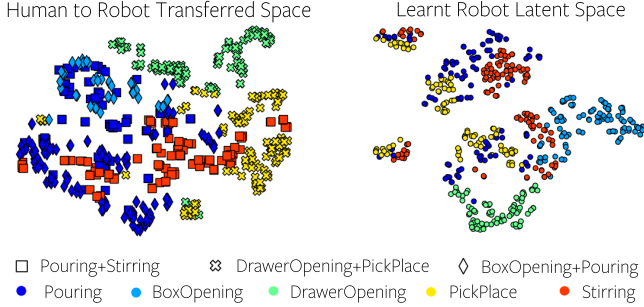 Human to Robot Transferred Space
Learnt Robot Latent Space
Pouring+Stirring DrawerOpening+PickPlace BoxOpening+Pouring
Pouring BoxOpening DrawerOpening PickPlace Stirring